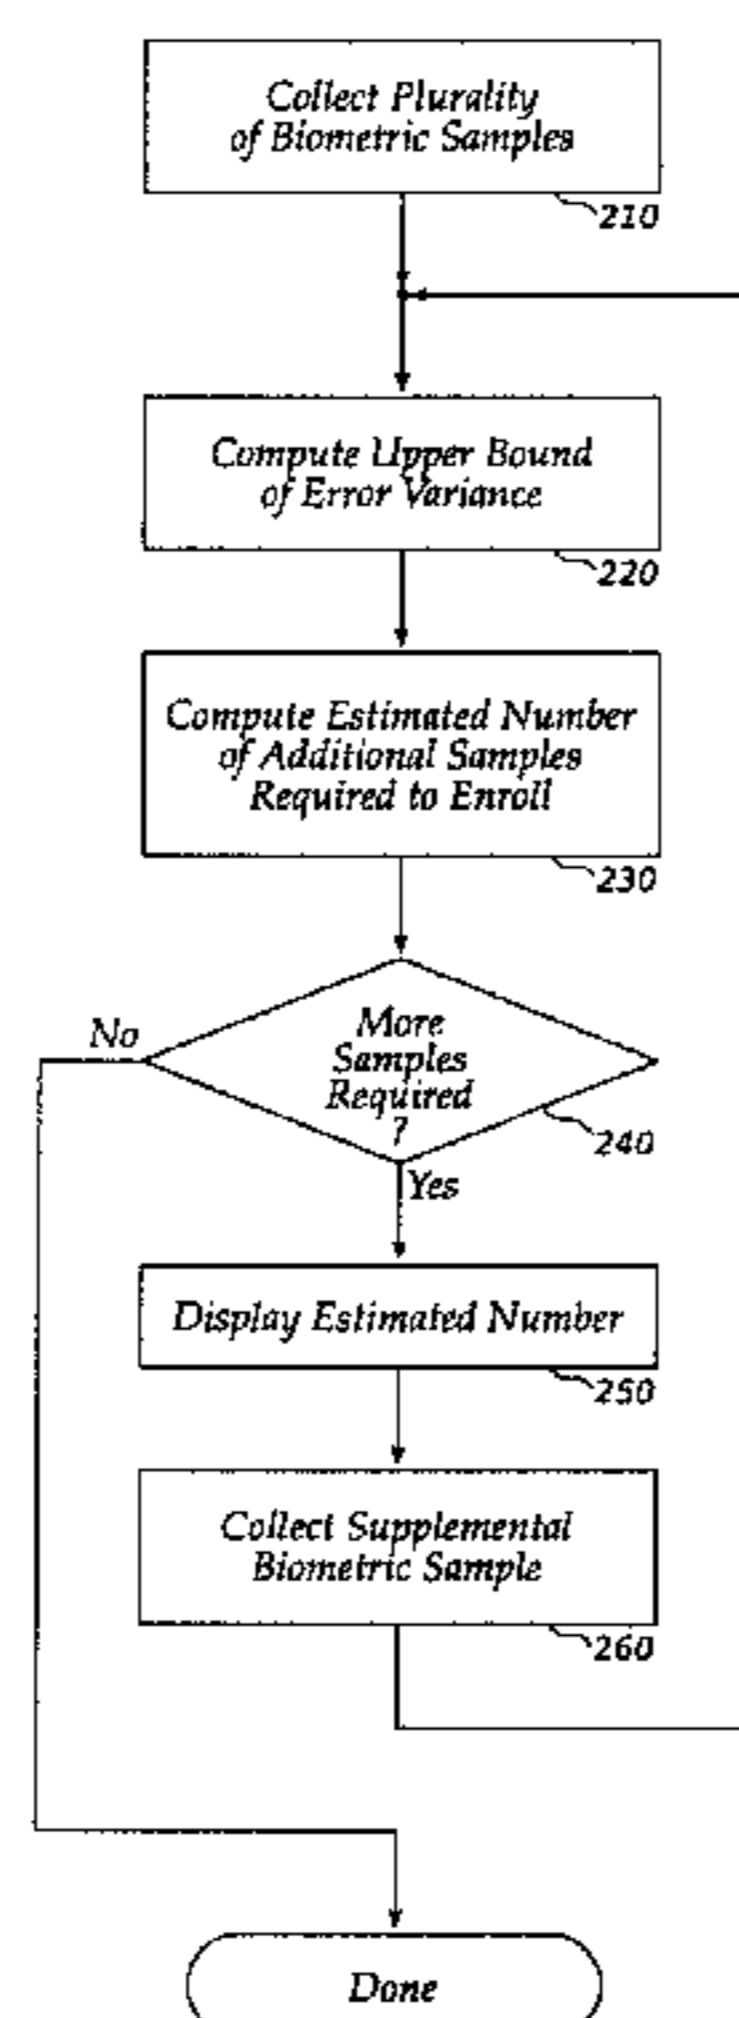 Collect Plurality
of Biometric Samples
210
Compute Upper Bound
of Error Variance
220
Compute Estimated Number
of Additional Samples
Required to Enroll
230
No
More
Samples
Required
?
240
Yes
Display Estimated Number
250
Collect Supplemental
Biometric Sample
260
Done